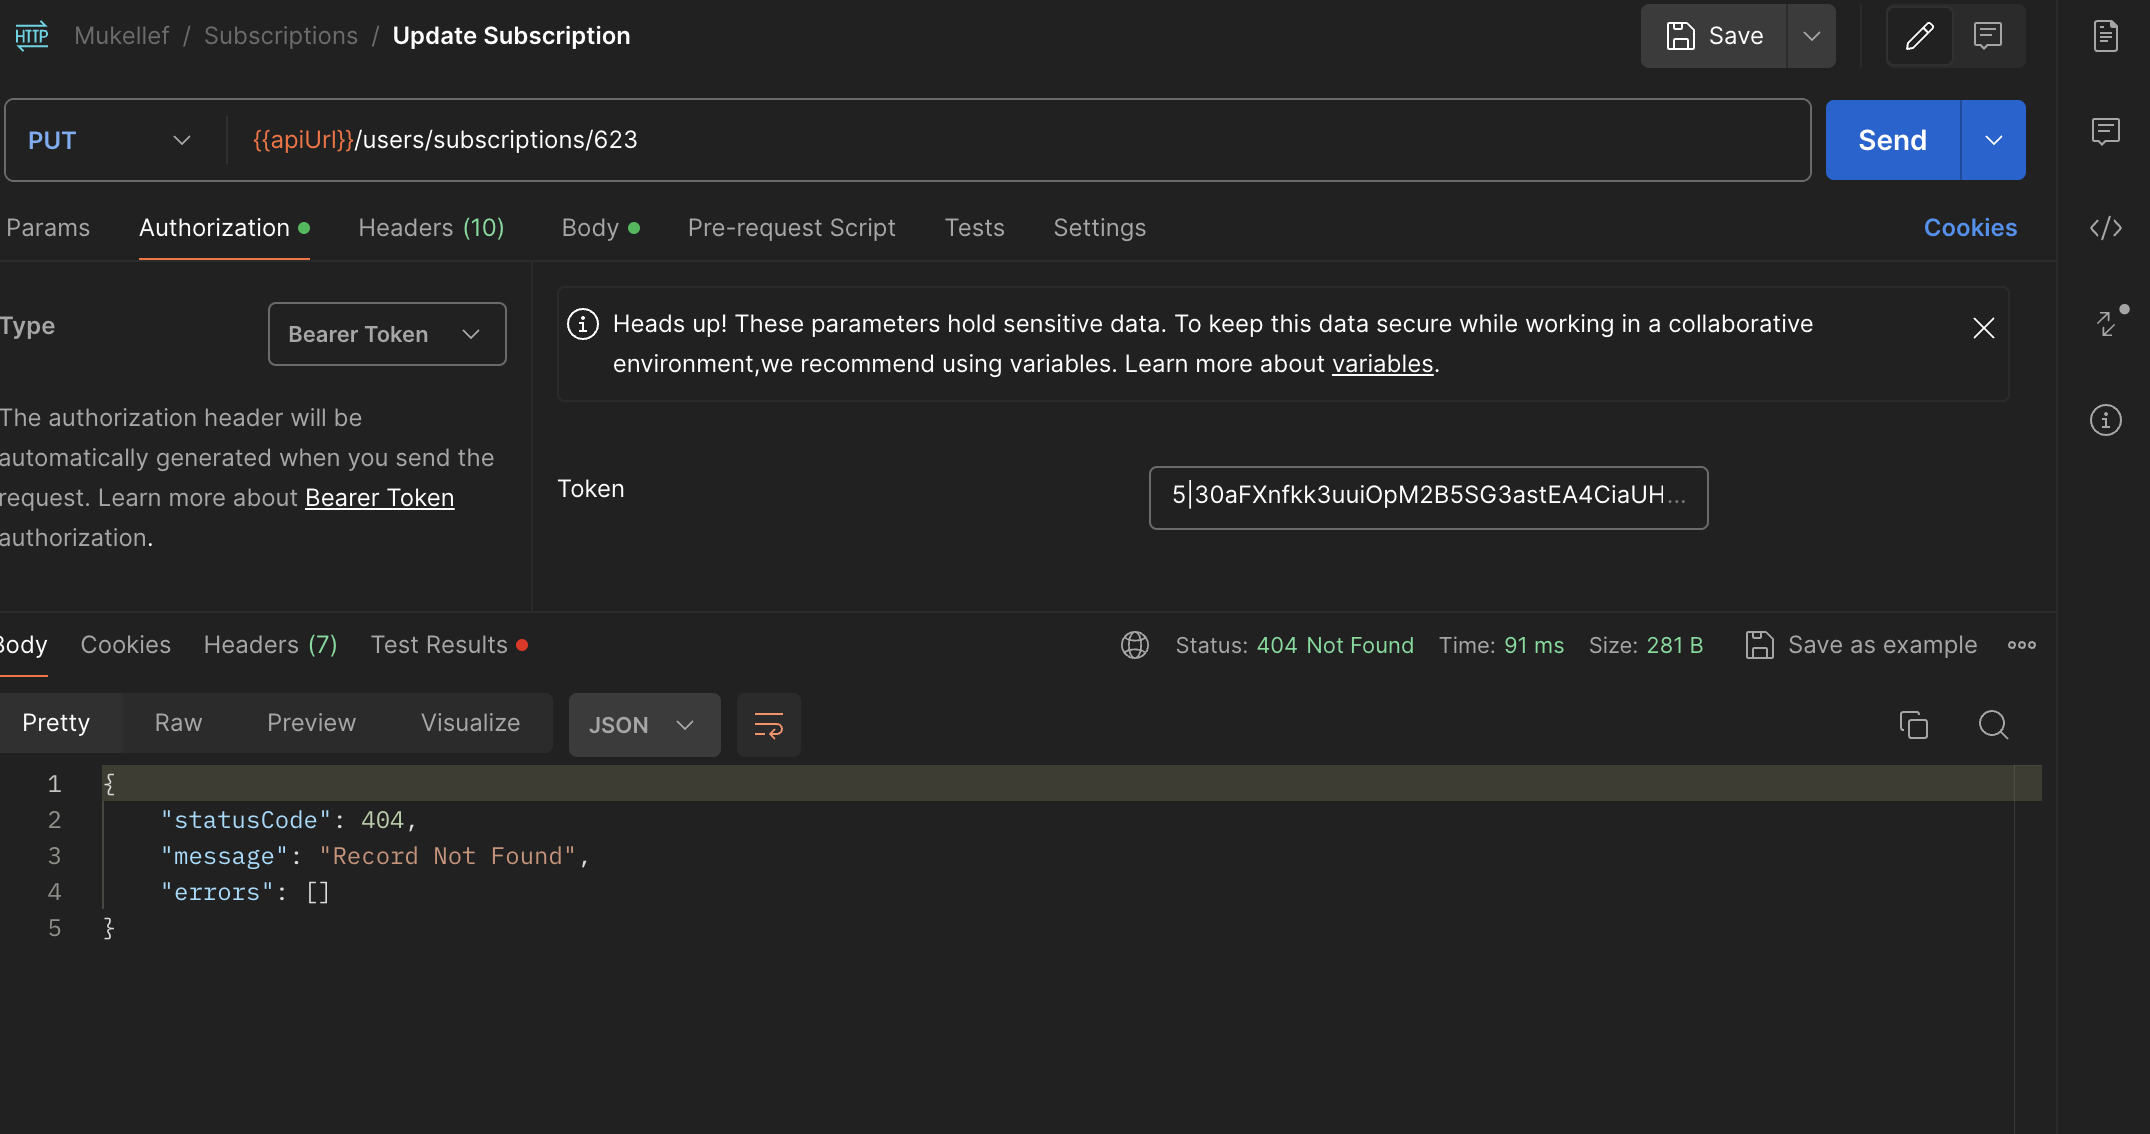 HTTP Mukellef / Subscriptions / Update Subscription Save
PUT {{apiUrl}}/users/subscriptions/623 Send
Params Authorization Headers (10) Body Pre-request Script Tests Settings Cookies
Type Bearer Token
The authorization header will be
automatically generated when you send the
request. Learn more about Bearer Token
authorization.
Heads up! These parameters hold sensitive data. To keep this data secure while working in a collaborative
environment,we recommend using variables. Learn more about variables.
Token 5|30aFXnfkk3uuiOpM2B5SG3astEA4CiaUH...
Body Cookies Headers (7) Test Results Status: 404 Not Found Time: 91 ms Size: 281 B Save as example
Pretty Raw Preview Visualize JSON
1 {
2 "statusCode": 404,
3 "message": "Record Not Found",
4 "errors": []
5 }